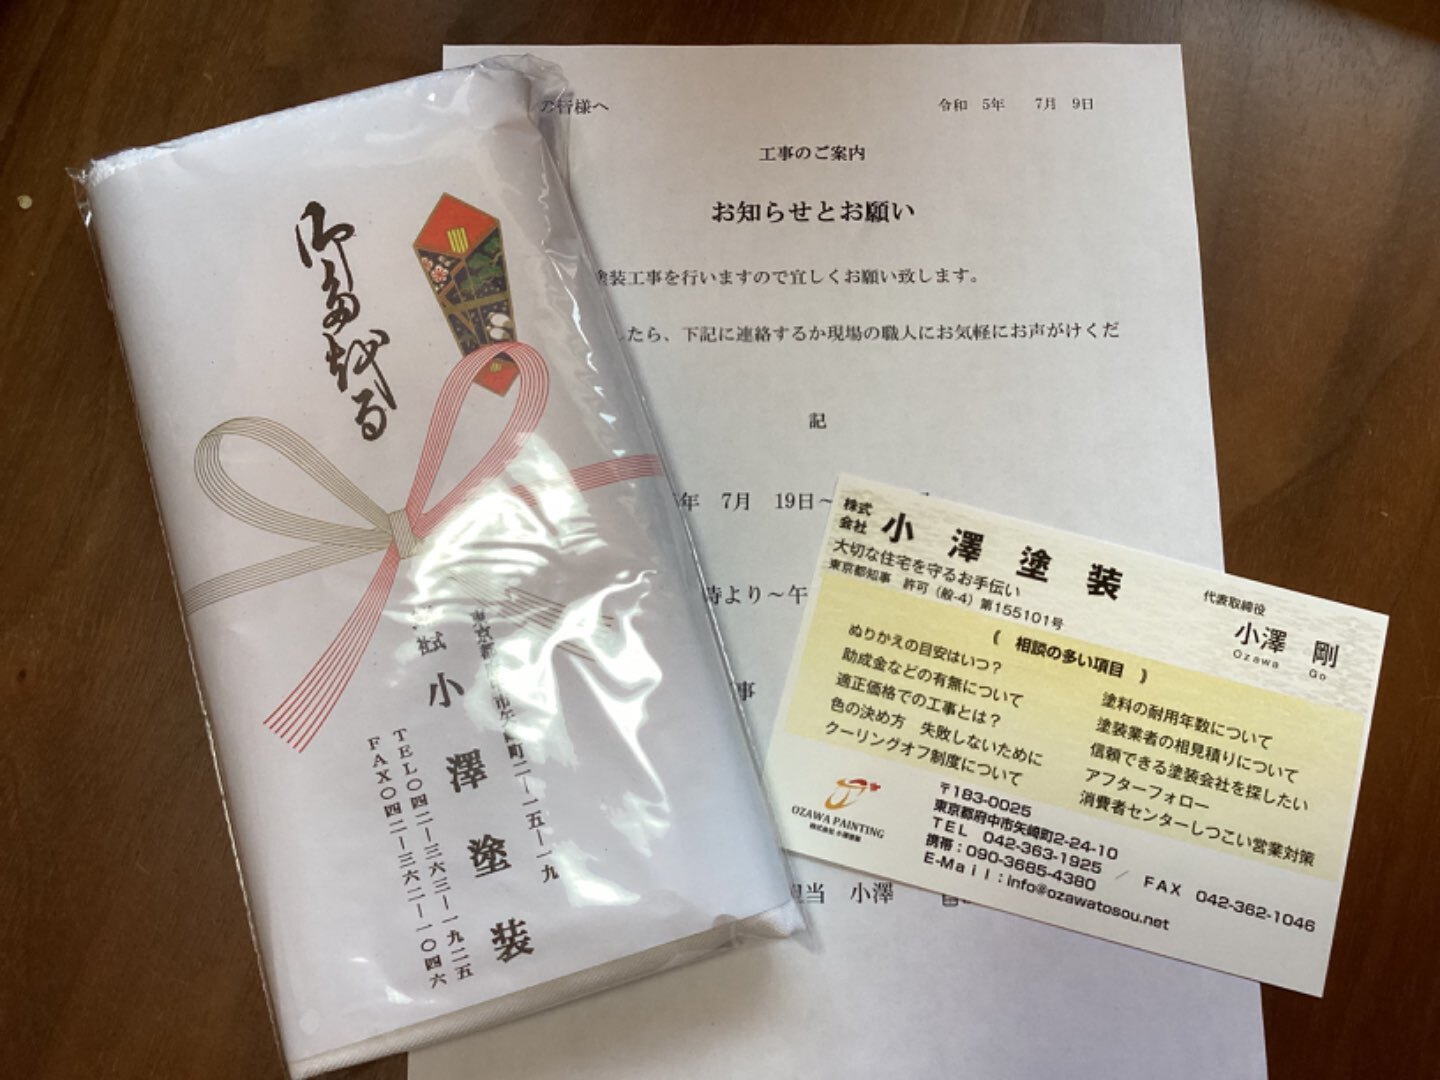 御多越る
株式会社 小澤塗装
TEL〇四二ー三六三ー一九二五
FAX〇四二ー三六二ー一〇四六
の皆様へ
令和 5年 7月 9日
工事のご案内
お知らせとお願い
塗装工事を行いますので宜しくお願い致します。
したら、下記に連絡するか現場の職人にお気軽にお声がけくだ
記
年 7月 19日～
時より～午
事
担当 小澤
株式会社 小澤塗装
大切な住宅を守るお手伝い
東京都知事 許可（般-4）第155101号
代表取締役
小澤 剛
Ozawa Go
《 相談の多い項目 》
ぬりかえの目安はいつ？
助成金などの有無について
適正価格での工事とは？
色の決め方 失敗しないために
クーリングオフ制度について
塗料の耐用年数について
塗装業者の相見積りについて
信頼できる塗装会社を探したい
アフターフォロー
消費者センターしつこい営業対策
OZAWA PAINTING
株式会社 小澤塗装
〒183-0025
東京都府中市矢崎町2-24-10
TEL 042-363-1925 ／ FAX 042-362-1046
携帯：090-3685-4380
E-Mail：info@ozawatosou.net